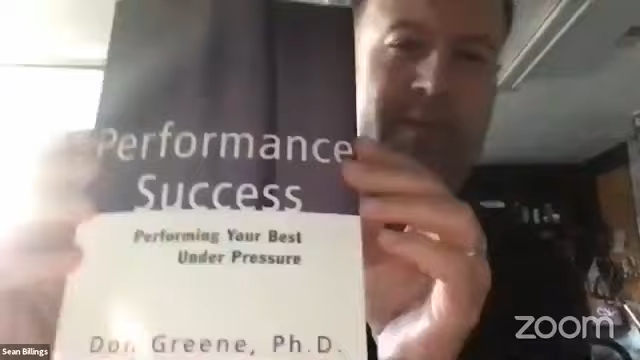 Performance
Success
Performing Your Best
Under Pressure
Don Greene, Ph.D.
Sean Billings
zoom